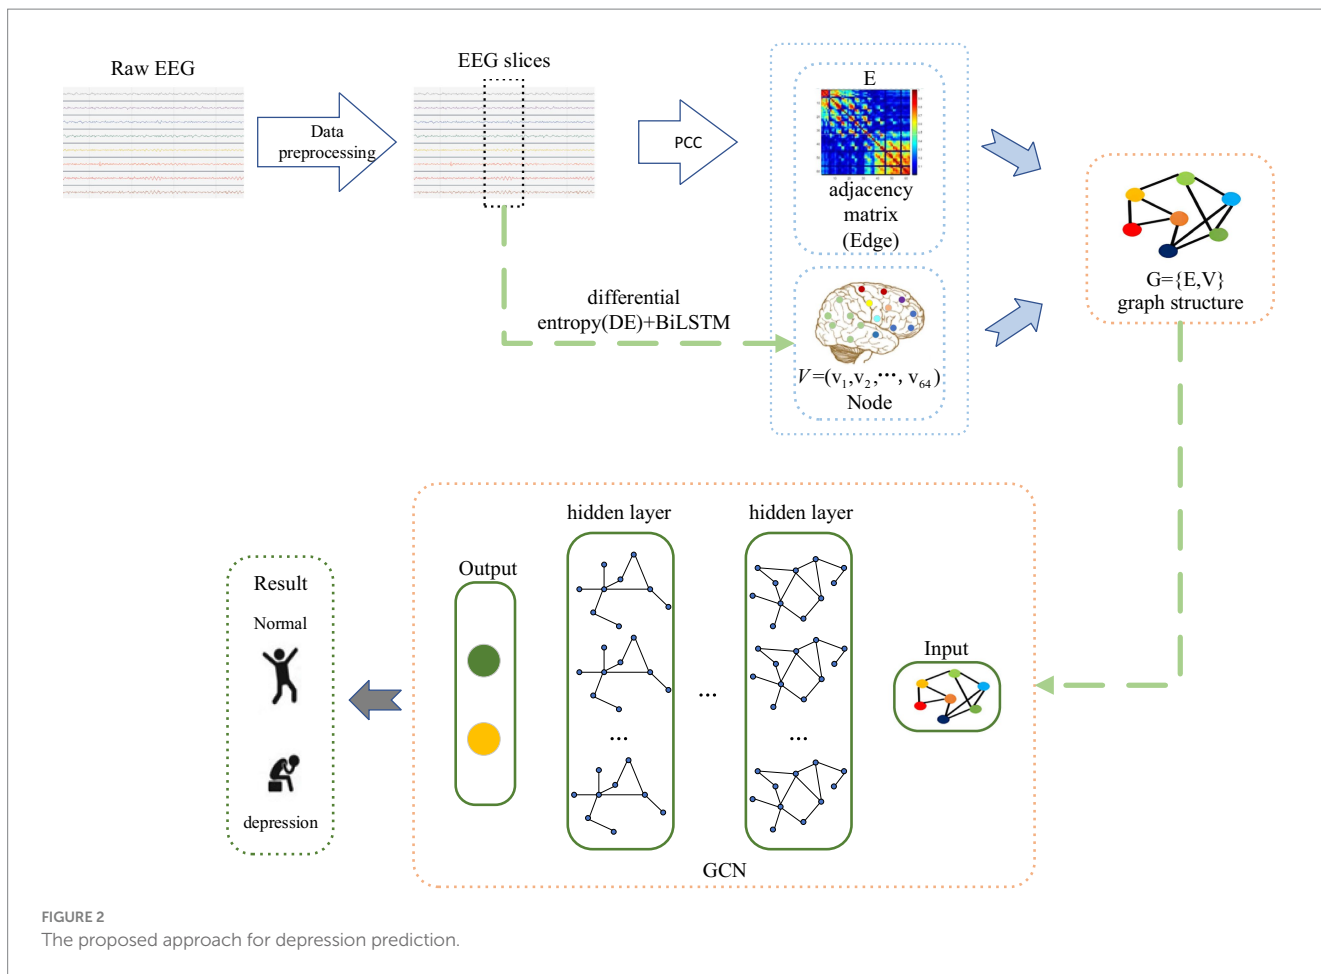 Raw EEG
Data
preprocessing
EEG slices
PCC
E
adjacency
matrix
(Edge)
differential
entropy(DE)+BiLSTM
V=(v1,v2,···, v64)
Node
G={E,V}
graph structure
Result
Normal
depression
Output
hidden layer
...
hidden layer
...
...
Input
GCN
FIGURE 2
The proposed approach for depression prediction.